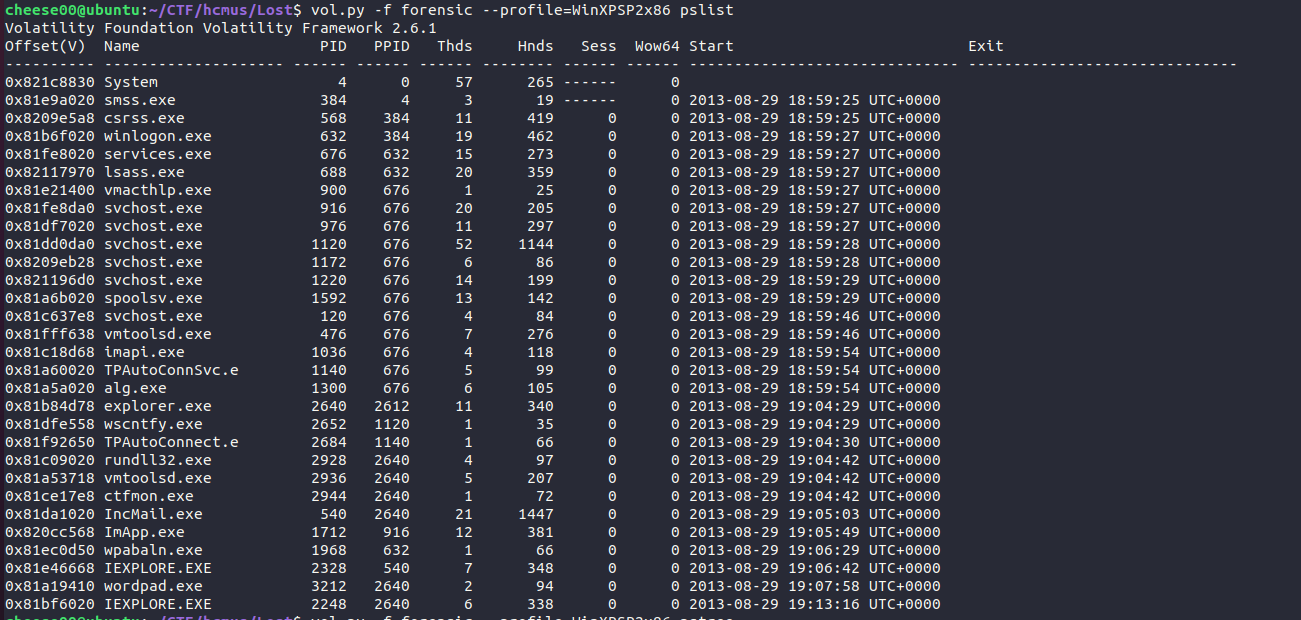 cheese00@ubuntu:~/CTF/hcmus/Lost$ vol.py -f forensic --profile=WinXPSP2x86 pslist
Volatility Foundation Volatility Framework 2.6.1
Offset(V)  Name                    PID   PPID   Thds     Hnds   Sess  Wow64 Start                          Exit
---------- -------------------- ------ ------ ------ -------- ------ ------ ------------------------------ ------------------------------
0x821c8830 System                    4      0     57      265 ------      0
0x81e9a020 smss.exe                384      4      3       19 ------      0 2013-08-29 18:59:25 UTC+0000
0x8209e5a8 csrss.exe               568    384     11      419      0      0 2013-08-29 18:59:25 UTC+0000
0x81b6f020 winlogon.exe            632    384     19      462      0      0 2013-08-29 18:59:27 UTC+0000
0x81fe8020 services.exe            676    632     15      273      0      0 2013-08-29 18:59:27 UTC+0000
0x82117970 lsass.exe               688    632     20      359      0      0 2013-08-29 18:59:27 UTC+0000
0x81e21400 vmacthlp.exe            900    676      1       25      0      0 2013-08-29 18:59:27 UTC+0000
0x81fe8da0 svchost.exe             916    676     20      205      0      0 2013-08-29 18:59:27 UTC+0000
0x81df7020 svchost.exe             976    676     11      297      0      0 2013-08-29 18:59:27 UTC+0000
0x81dd0da0 svchost.exe            1120    676     52     1144      0      0 2013-08-29 18:59:28 UTC+0000
0x8209eb28 svchost.exe            1172    676      6       86      0      0 2013-08-29 18:59:28 UTC+0000
0x821196d0 svchost.exe            1220    676     14      199      0      0 2013-08-29 18:59:29 UTC+0000
0x81a6b020 spoolsv.exe            1592    676     13      142      0      0 2013-08-29 18:59:29 UTC+0000
0x81c637e8 svchost.exe             120    676      4       84      0      0 2013-08-29 18:59:46 UTC+0000
0x81fff638 vmtoolsd.exe            476    676      7      276      0      0 2013-08-29 18:59:46 UTC+0000
0x81c18d68 imapi.exe              1036    676      4      118      0      0 2013-08-29 18:59:54 UTC+0000
0x81a60020 TPAutoConnSvc.e        1140    676      5       99      0      0 2013-08-29 18:59:54 UTC+0000
0x81a5a020 alg.exe                1300    676      6      105      0      0 2013-08-29 18:59:54 UTC+0000
0x81b84d78 explorer.exe           2640   2612     11      340      0      0 2013-08-29 19:04:29 UTC+0000
0x81dfe558 wscntfy.exe            2652   1120      1       35      0      0 2013-08-29 19:04:29 UTC+0000
0x81f92650 TPAutoConnect.e        2684   1140      1       66      0      0 2013-08-29 19:04:30 UTC+0000
0x81c09020 rundll32.exe           2928   2640      4       97      0      0 2013-08-29 19:04:42 UTC+0000
0x81a53718 vmtoolsd.exe           2936   2640      5      207      0      0 2013-08-29 19:04:42 UTC+0000
0x81ce17e8 ctfmon.exe             2944   2640      1       72      0      0 2013-08-29 19:04:42 UTC+0000
0x81da1020 IncMail.exe             540   2640     21     1447      0      0 2013-08-29 19:05:03 UTC+0000
0x820cc568 ImApp.exe              1712    916     12      381      0      0 2013-08-29 19:05:49 UTC+0000
0x81ec0d50 wpabaln.exe            1968    632      1       66      0      0 2013-08-29 19:06:29 UTC+0000
0x81e46668 IEXPLORE.EXE           2328    540      7      348      0      0 2013-08-29 19:06:42 UTC+0000
0x81a19410 wordpad.exe            3212   2640      2       94      0      0 2013-08-29 19:07:58 UTC+0000
0x81bf6020 IEXPLORE.EXE           2248   2640      6      338      0      0 2013-08-29 19:13:16 UTC+0000
cheese00@ubuntu:~/CTF/hcmus/Lost$ vol.py -f forensic --profile=WinXPSP2x86 pstree